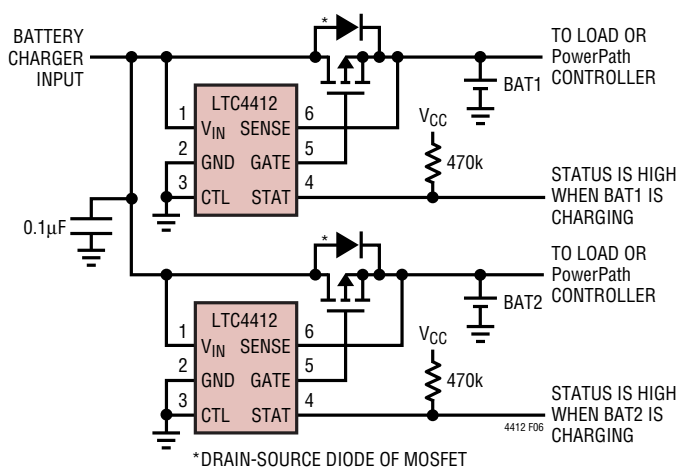 BATTERY
CHARGER
INPUT
*
TO LOAD OR
PowerPath
CONTROLLER
BAT1
LTC4412
1
VIN SENSE
6
2
GND GATE
5
3
CTL STAT
4
VCC
470k
STATUS IS HIGH
WHEN BAT1 IS
CHARGING
0.1µF
*
TO LOAD OR
PowerPath
CONTROLLER
BAT2
LTC4412
1
VIN SENSE
6
2
GND GATE
5
3
CTL STAT
4
VCC
470k
STATUS IS HIGH
WHEN BAT2 IS
CHARGING
4412 F06
*DRAIN-SOURCE DIODE OF MOSFET